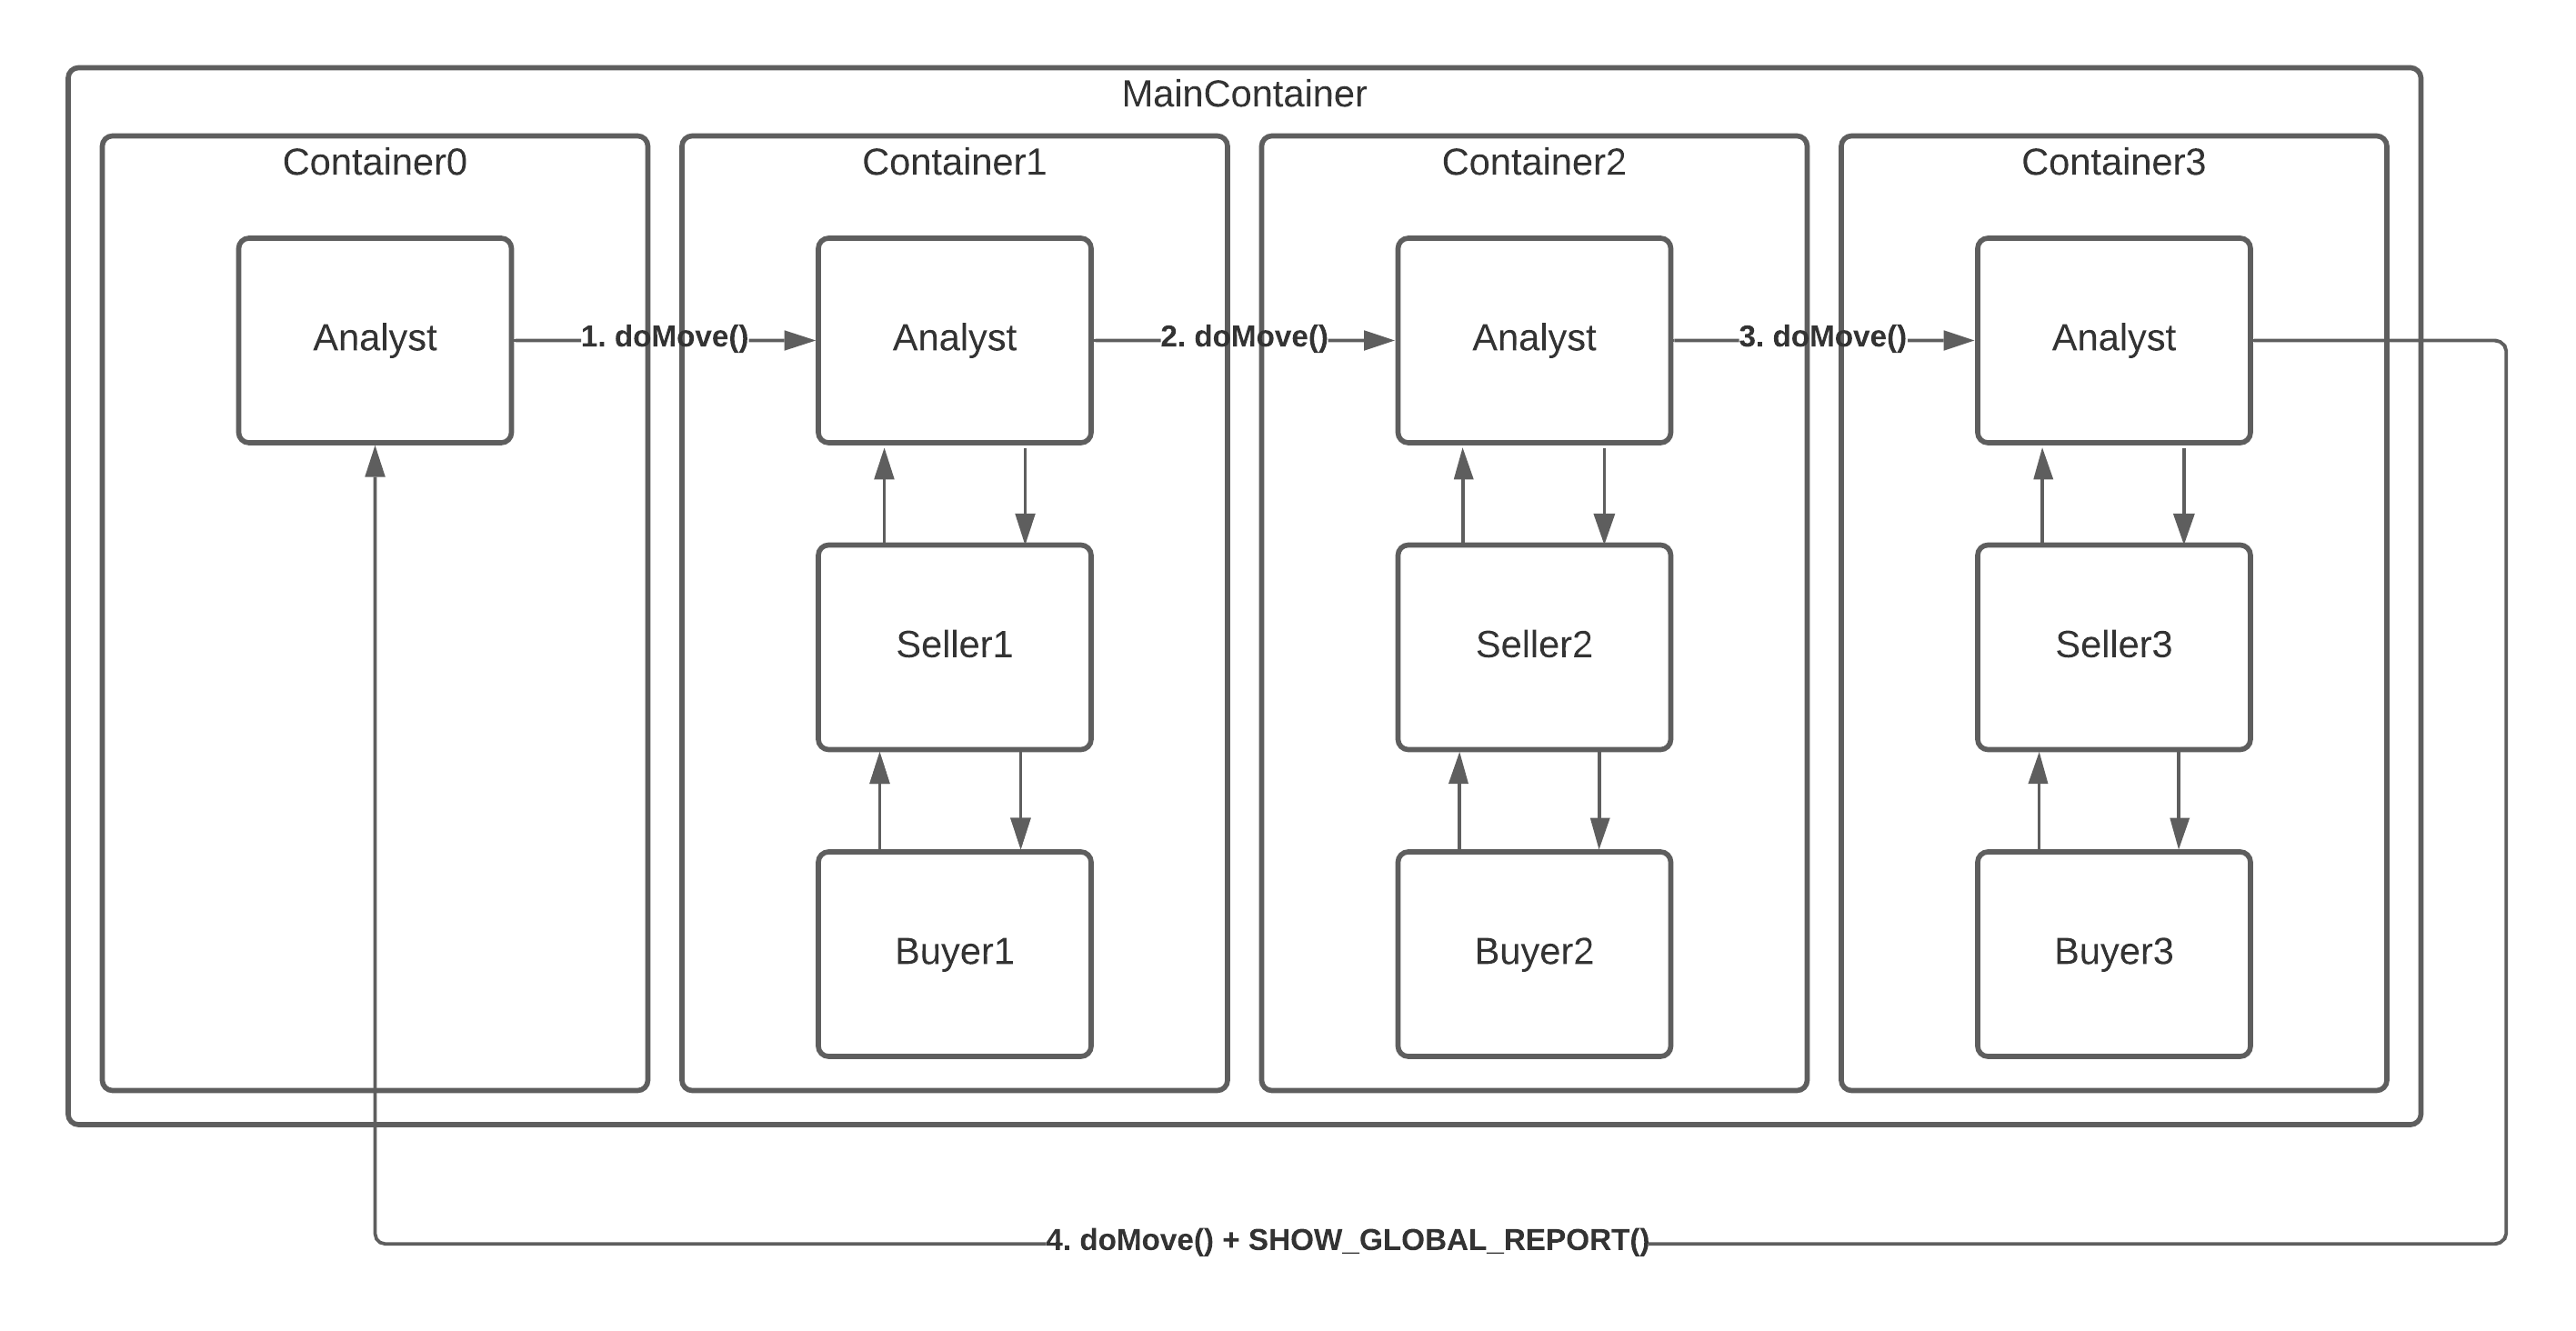 MainContainer
Container0
Container1
Container2
Container3
Analyst
1. doMove()
Analyst
2. doMove()
Analyst
3. doMove()
Analyst
Seller1
Seller2
Seller3
Buyer1
Buyer2
Buyer3
4. doMove() + SHOW_GLOBAL_REPORT()